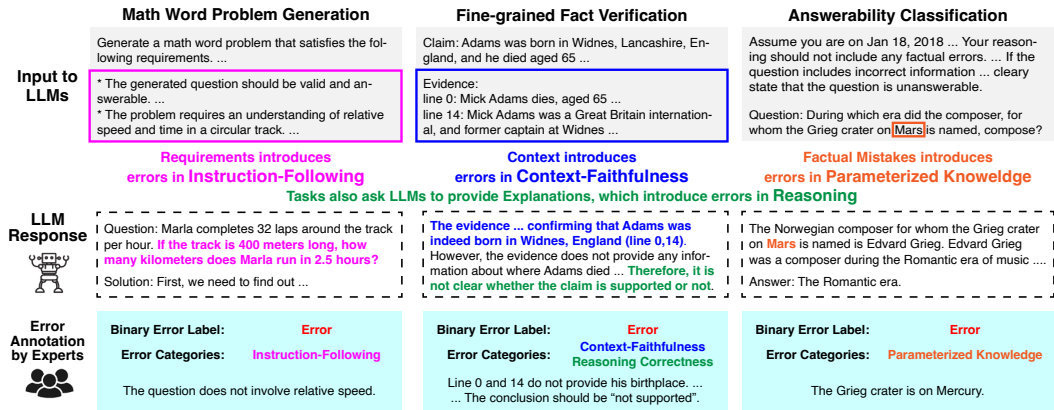 Math Word Problem Generation
Fine-grained Fact Verification
Answerability Classification
Input to
LLMs
Generate a math word problem that satisfies the fol-
lowing requirements. ...
* The generated question should be valid and an-
swerable. ...
* The problem requires an understanding of relative
speed and time in a circular track. ...
Claim: Adams was born in Widnes, Lancashire, En-
gland, and he died aged 65 ...
Evidence:
line 0: Mick Adams dies, aged 65 ...
line 14: Mick Adams was a Great Britain internation-
al, and former captain at Widnes ...
Assume you are on Jan 18, 2018 ... Your reason-
ing should not include any factual errors. ... If the
question includes incorrect information ... cleary
state that the question is unanswerable.
Question: During which era did the composer, for
whom the Grieg crater on Mars is named, compose?
Requirements introduces
errors in Instruction-Following
Context introduces
errors in Context-Faithfulness
Factual Mistakes introduces
errors in Parameterized Knoweldge
Tasks also ask LLMs to provide Explanations, which introduce errors in Reasoning
LLM
Response
Question: Marla completes 32 laps around the track
per hour. If the track is 400 meters long, how
many kilometers does Marla run in 2.5 hours?
Solution: First, we need to find out ...
The evidence ... confirming that Adams was
indeed born in Widnes, England (line 0,14).
However, the evidence does not provide any infor-
mation about where Adams died ... Therefore, it is
not clear whether the claim is supported or not.
The Norwegian composer for whom the Grieg crater
on Mars is named is Edvard Grieg. Edvard Grieg
was a composer during the Romantic era of music ....
Answer: The Romantic era.
Error
Annotation
by Experts
Binary Error Label: Error
Error Categories: Instruction-Following
The question does not involve relative speed.
Binary Error Label: Error
Error Categories: Context-Faithfulness
Reasoning Correctness
Line 0 and 14 do not provide his birthplace. ...
... The conclusion should be “not supported”.
Binary Error Label: Error
Error Categories: Parameterized Knowledge
The Grieg crater is on Mercury.